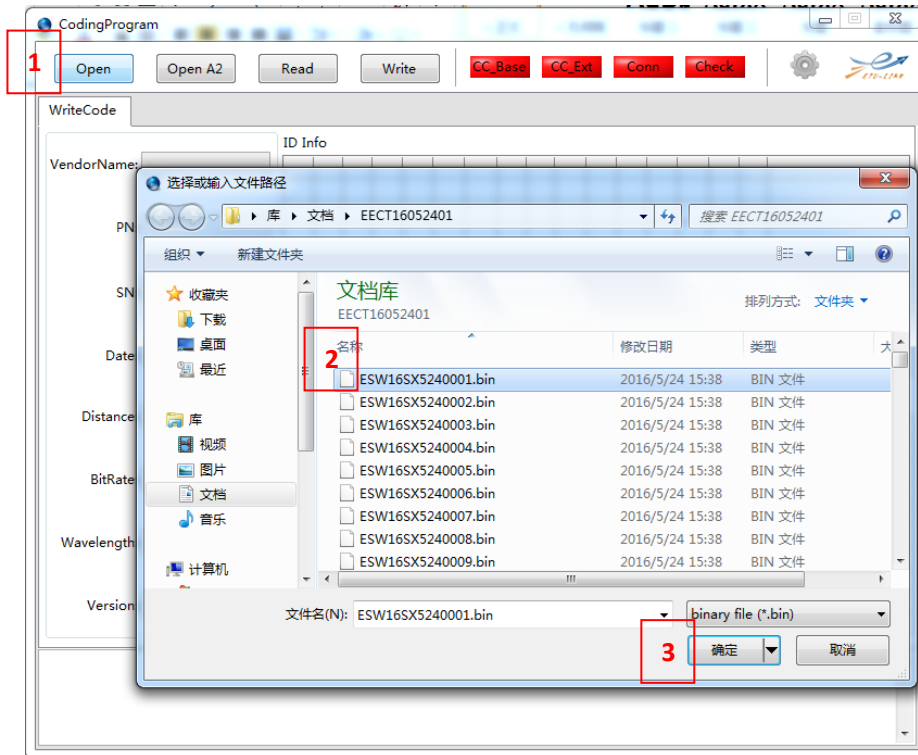 CodingProgram
1
Open
Open A2
Read
Write
CC_Base
CC_Ext
Conn
Check
ETU-LINK
WriteCode
ID Info
VendorName:
选择或输入文件路径
库 文档 EECT16052401
搜索 EECT16052401
PN
组织 新建文件夹
SN
收藏夹
文档库
排列方式: 文件夹
下载
EECT16052401
桌面
2
名称 修改日期 类型
Date
最近
ESW16SX5240001.bin 2016/5/24 15:38 BIN 文件
ESW16SX5240002.bin 2016/5/24 15:38 BIN 文件
Distance
库
ESW16SX5240003.bin 2016/5/24 15:38 BIN 文件
视频
ESW16SX5240004.bin 2016/5/24 15:38 BIN 文件
图片
ESW16SX5240005.bin 2016/5/24 15:38 BIN 文件
BitRate
文档
ESW16SX5240006.bin 2016/5/24 15:38 BIN 文件
音乐
ESW16SX5240007.bin 2016/5/24 15:38 BIN 文件
Wavelength
ESW16SX5240008.bin 2016/5/24 15:38 BIN 文件
计算机
ESW16SX5240009.bin 2016/5/24 15:38 BIN 文件
Version
文件名(N): ESW16SX5240001.bin
binary file (*.bin)
3
确定
取消